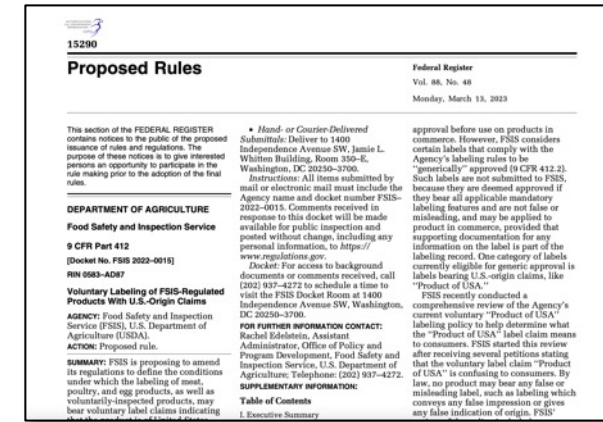 15290
Proposed Rules
Federal Register
Vol. 88, No. 48
Monday, March 13, 2023
This section of the FEDERAL REGISTER
contains notices to the public of the proposed
issuance of rules and regulations. The
purpose of these notices is to give interested
persons an opportunity to participate in the
rule making prior to the adoption of the final
rules.
DEPARTMENT OF AGRICULTURE
Food Safety and Inspection Service
9 CFR Part 412
[Docket No. FSIS 2022–0015]
RIN 0583–AD87
Voluntary Labeling of FSIS-Regulated
Products With U.S.-Origin Claims
AGENCY: Food Safety and Inspection
Service (FSIS), U.S. Department of
Agriculture (USDA).
ACTION: Proposed rule.
SUMMARY: FSIS is proposing to amend
its regulations to define the conditions
under which the labeling of meat,
poultry, and egg products, as well as
voluntarily-inspected products, may
bear voluntary label claims indicating
that the product is of United States
• Hand- or Courier-Delivered
Submittals: Deliver to 1400
Independence Avenue SW, Jamie L.
Whitten Building, Room 350–E,
Washington, DC 20250–3700.
Instructions: All items submitted by
mail or electronic mail must include the
Agency name and docket number FSIS–
2022–0015. Comments received in
response to this docket will be made
available for public inspection and
posted without change, including any
personal information, to https://
www.regulations.gov.
Docket: For access to background
documents or comments received, call
(202) 937–4272 to schedule a time to
visit the FSIS Docket Room at 1400
Independence Avenue SW, Washington,
DC 20250–3700.
FOR FURTHER INFORMATION CONTACT:
Rachel Edelstein, Assistant
Administrator, Office of Policy and
Program Development, Food Safety and
Inspection Service, U.S. Department of
Agriculture; Telephone: (202) 937–4272.
SUPPLEMENTARY INFORMATION:
Table of Contents
I. Executive Summary
approval before use on products in
commerce. However, FSIS considers
certain labels that comply with the
Agency's labeling rules to be
"generically" approved (9 CFR 412.2).
Such labels are not submitted to FSIS,
because they are deemed approved if
they bear all applicable mandatory
labeling features and are not false or
misleading, and may be applied to
product in commerce, provided that
supporting documentation for any
information on the label is part of the
labeling record. One category of labels
currently eligible for generic approval is
labels bearing U.S.-origin claims, like
"Product of USA."
FSIS recently conducted a
comprehensive review of the Agency's
current voluntary "Product of USA"
labeling policy to help determine what
the "Product of USA" label claim means
to consumers. FSIS started this review
after receiving several petitions stating
that the voluntary label claim "Product
of USA" is confusing to consumers. By
law, no product may bear any false or
misleading label, such as labeling which
conveys any false impression or gives
any false indication of origin. FSIS'